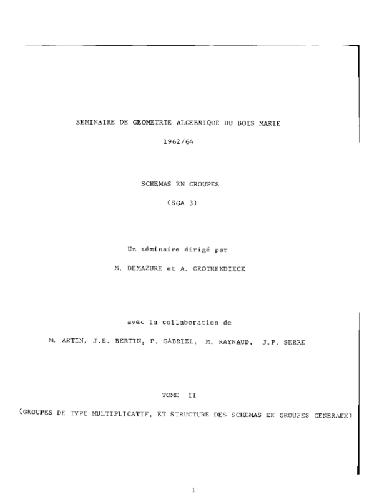 SEMINAIRE DE GEOMETRIE ALGEBRIQUE DU BOIS MARIE
1962/64
SCHEMAS EN GROUPES
(SGA 3)
Un séminaire dirigé par
M. DEMAZURE et A. GROTHENDIECK
avec la collaboration de
M. ARTIN, J.E. BERTIN, P. GABRIEL, M. RAYNAUD, J.P. SERRE
TOME II
(GROUPES DE TYPE MULTIPLICATIF, ET STRUCTURE DES SCHEMAS EN GROUPES GENERAUX)
1